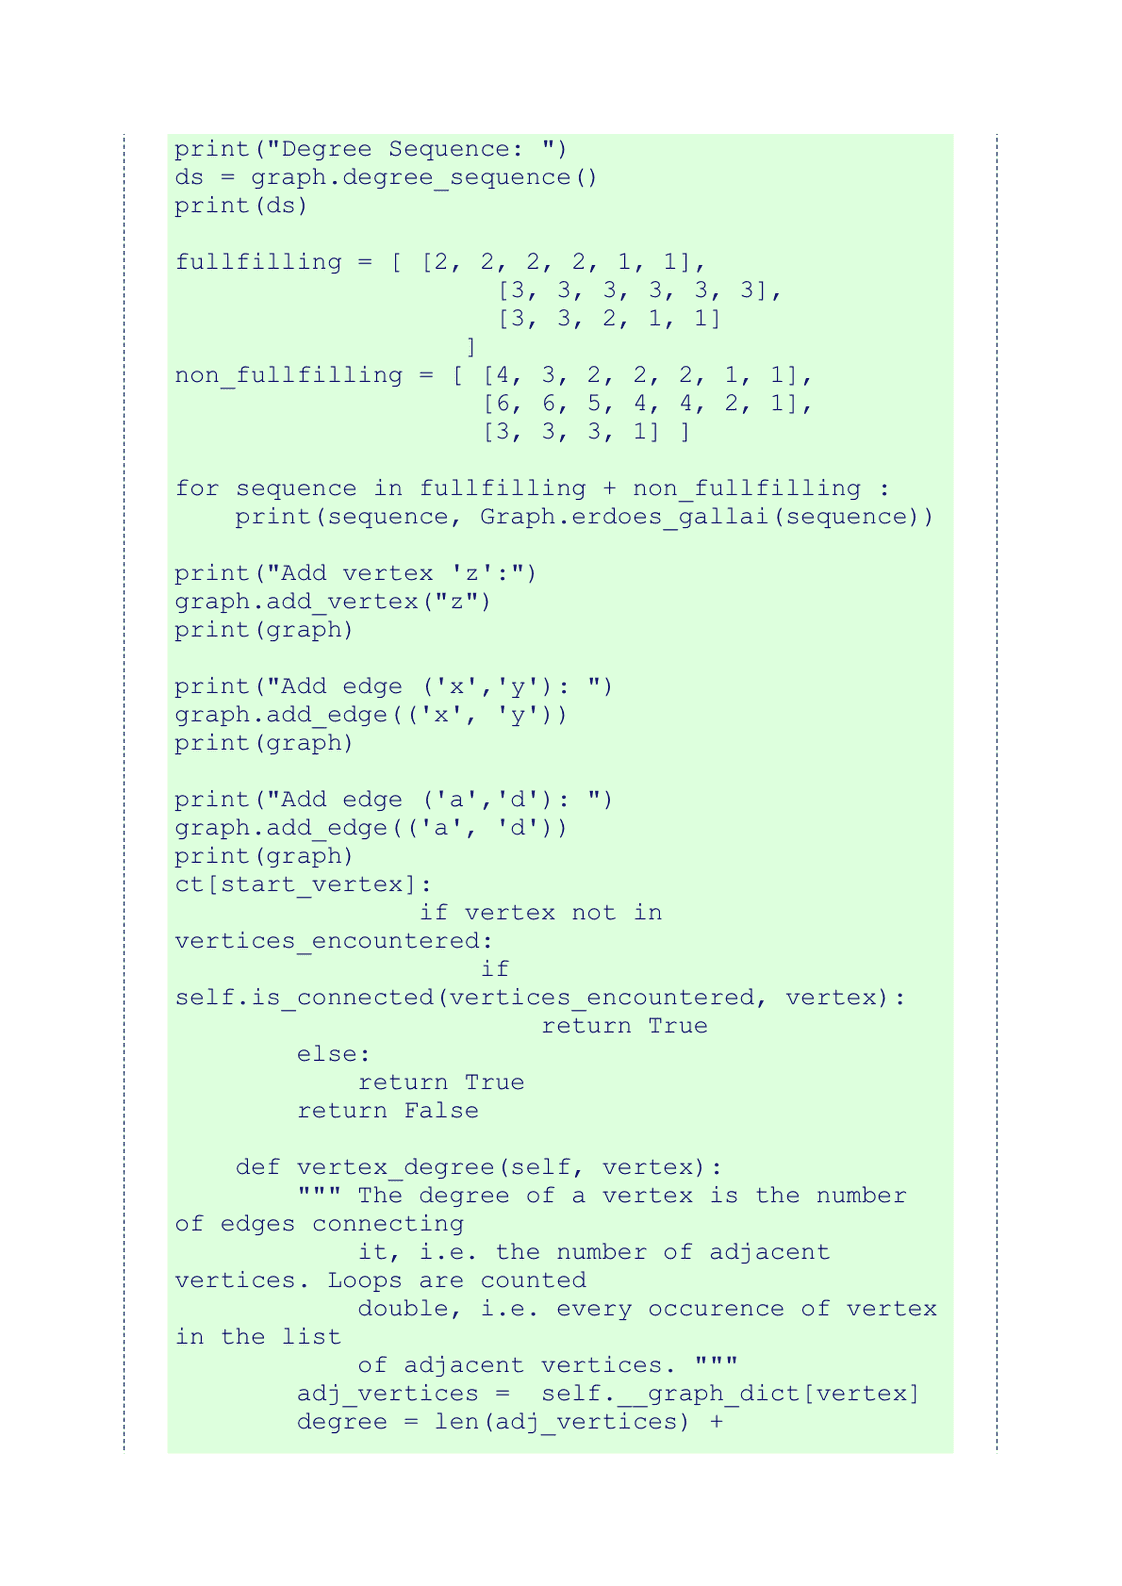 print("Degree Sequence: ")
ds = graph.degree_sequence()
print(ds)

fullfilling = [ [2, 2, 2, 2, 1, 1],
                     [3, 3, 3, 3, 3, 3],
                     [3, 3, 2, 1, 1]
                   ]
non_fullfilling = [ [4, 3, 2, 2, 2, 1, 1],
                    [6, 6, 5, 4, 4, 2, 1],
                    [3, 3, 3, 1] ]

for sequence in fullfilling + non_fullfilling :
    print(sequence, Graph.erdoes_gallai(sequence))

print("Add vertex 'z':")
graph.add_vertex("z")
print(graph)

print("Add edge ('x','y'): ")
graph.add_edge(('x', 'y'))
print(graph)

print("Add edge ('a','d'): ")
graph.add_edge(('a', 'd'))
print(graph)
ct[start_vertex]:
                if vertex not in
vertices_encountered:
                    if
self.is_connected(vertices_encountered, vertex):
                        return True
        else:
            return True
        return False

    def vertex_degree(self, vertex):
        """ The degree of a vertex is the number
of edges connecting
            it, i.e. the number of adjacent
vertices. Loops are counted
            double, i.e. every occurence of vertex
in the list
            of adjacent vertices. """
        adj_vertices =  self.__graph_dict[vertex]
        degree = len(adj_vertices) +